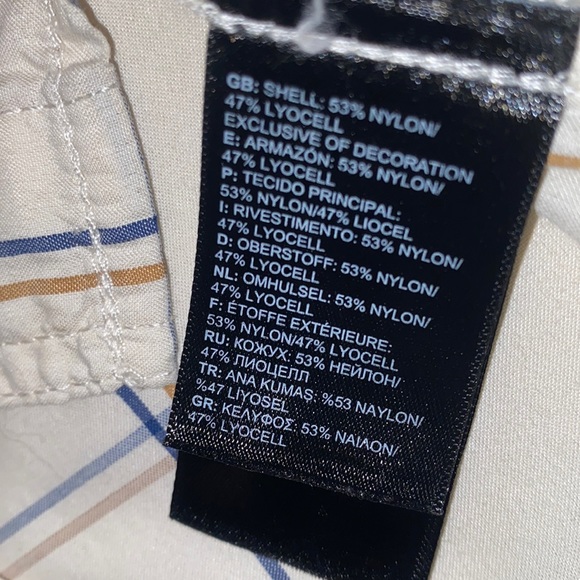 GB: SHELL: 53% NYLON/
47% LYOCELL
EXCLUSIVE OF DECORATION
E: ARMAZÓN: 53% NYLON/
47% LYOCELL
P: TECIDO PRINCIPAL:
53% NYLON/47% LIOCEL
I: RIVESTIMENTO: 53% NYLON/
47% LYOCELL
D: OBERSTOFF: 53% NYLON/
47% LYOCELL
NL: OMHULSEL: 53% NYLON/
47% LYOCELL
F: ÉTOFFE EXTÉRIEURE:
53% NYLON/47% LYOCELL
RU: КОЖУХ: 53% НЕЙЛОН/
47% ЛИОЦЕЛЛ
TR: ANA KUMAS: %53 NAYLON/
%47 LIYOSEL
GR: ΚΕΛΥΦΟΣ: 53% ΝΑΙΛΟΝ/
47% LYOCELL